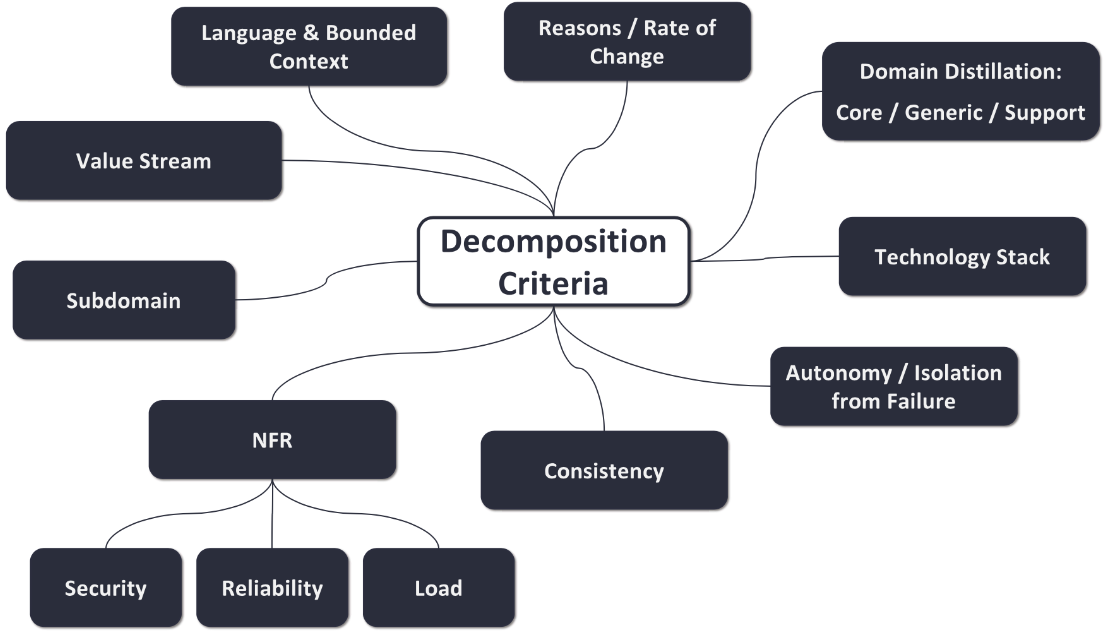 Language & Bounded
Context
Reasons / Rate of
Change
Domain Distillation:
Core / Generic / Support
Value Stream
Decomposition
Criteria
Technology Stack
Subdomain
Autonomy / Isolation
from Failure
NFR
Consistency
Security
Reliability
Load